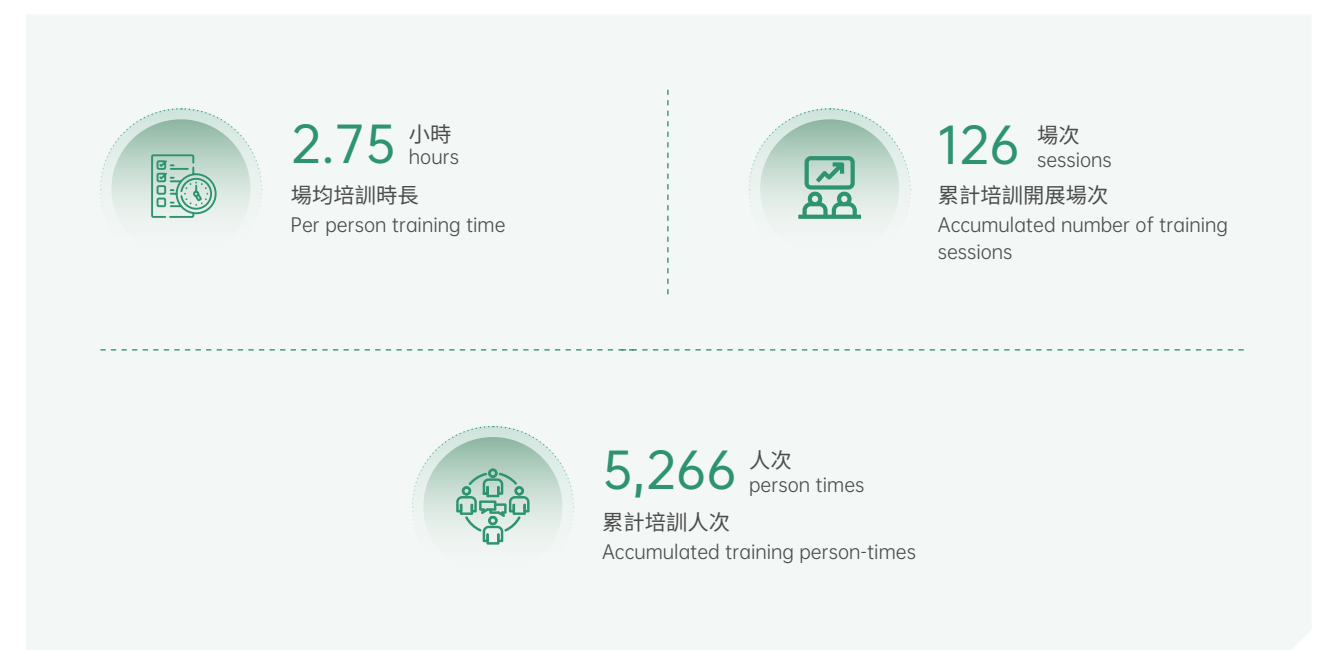 2.75 小時
hours
場均培訓時長
Per person training time
126 場次
sessions
累計培訓開展場次
Accumulated number of training
sessions
5,266 人次
person times
累計培訓人次
Accumulated training person-times